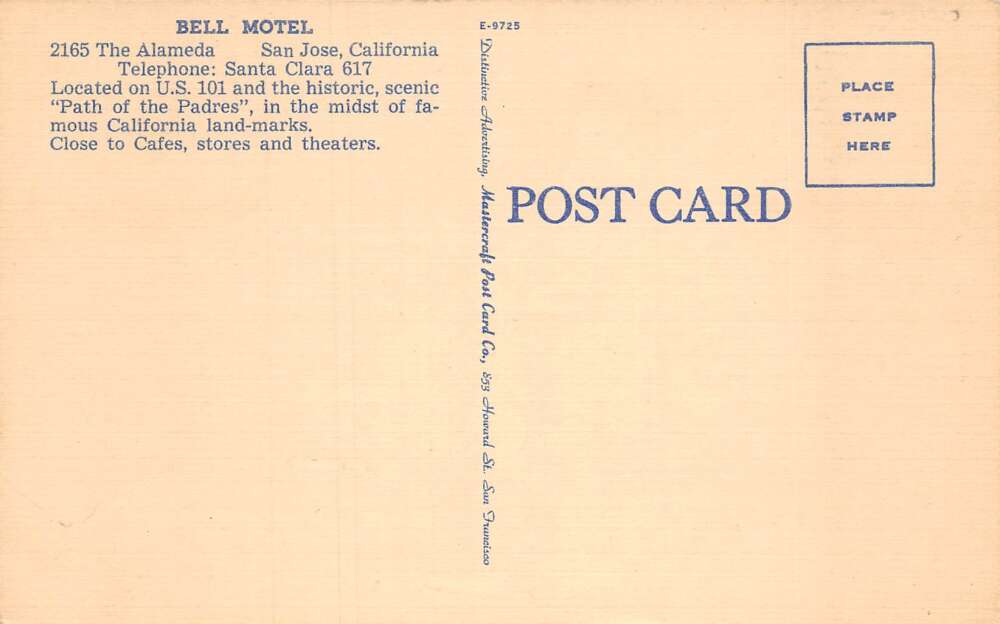 BELL MOTEL
2165 The Alameda San Jose, California
Telephone: Santa Clara 617
Located on U.S. 101 and the historic, scenic
“Path of the Padres”, in the midst of fa-
mous California land-marks.
Close to Cafes, stores and theaters.
E-9725
Distinctive Advertising, Mastercraft Post Card Co., 853 Howard St. San Francisco
POST CARD
PLACE
STAMP
HERE